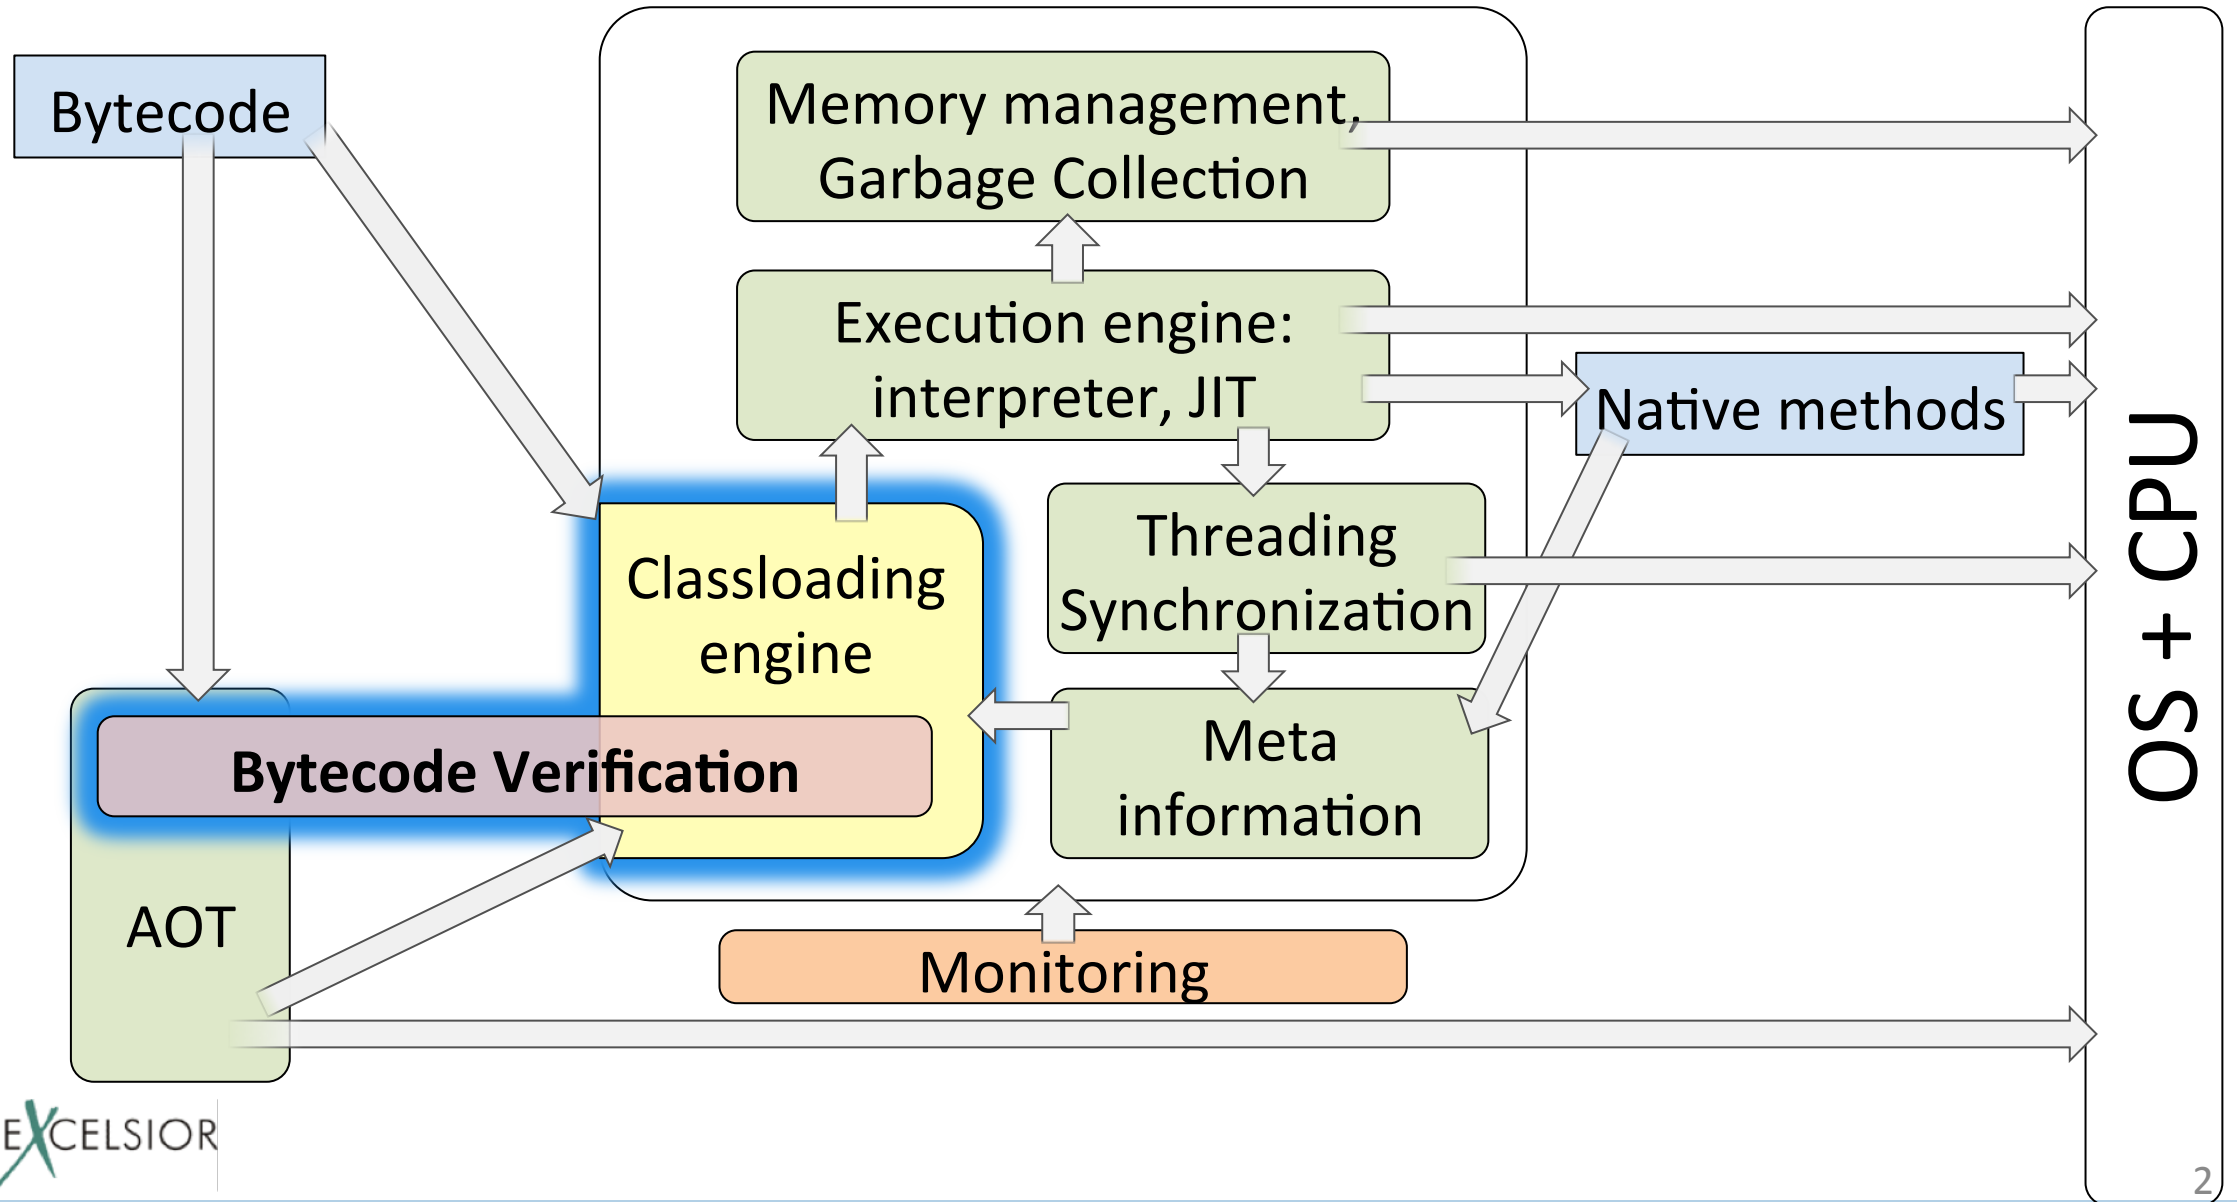 Bytecode
Memory management,
Garbage Collection
Execution engine:
interpreter, JIT
Native methods
Classloading
engine
Threading
Synchronization
Bytecode Verification
Meta
information
AOT
Monitoring
OS + CPU
EXCELSIOR
2